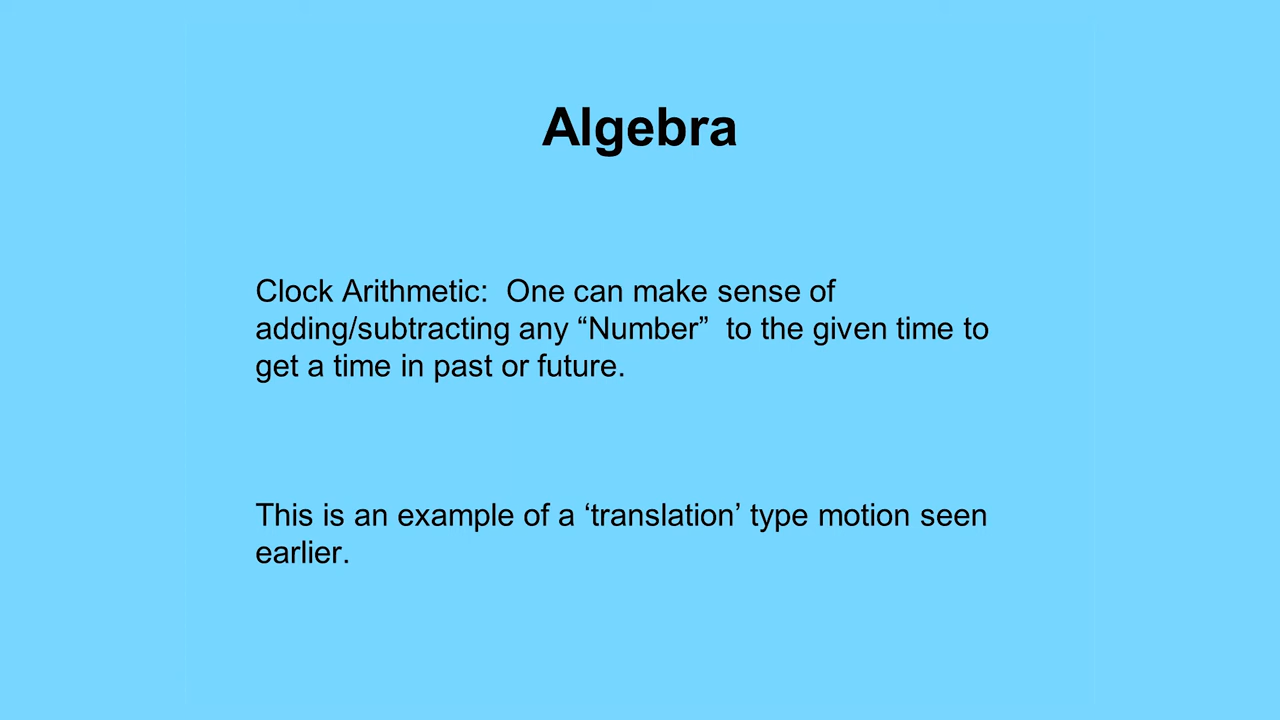 Algebra
Clock Arithmetic:  One can make sense of
adding/subtracting any “Number”  to the given time to
get a time in past or future.
This is an example of a ‘translation’ type motion seen
earlier.